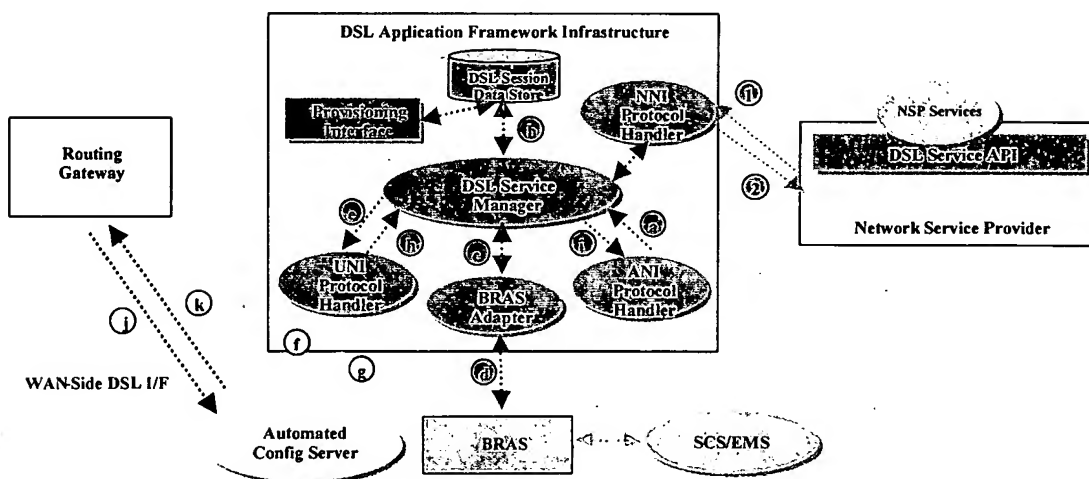 DSL Application Framework Infrastructure
DSL Session
Data Store
Provisioning
Interface
NNI
Protocol
Handler
1
NSP Services
DSL Service API
2
Network Service Provider
Routing
Gateway
b
DSL Service
Manager
e
h
c
i
a
UNI
Protocol
Handler
BRAS
Adapter
ANI
Protocol
Handler
k
j
f
g
d
WAN-Side DSL I/F
Automated
Config Server
BRAS
SCS/EMS